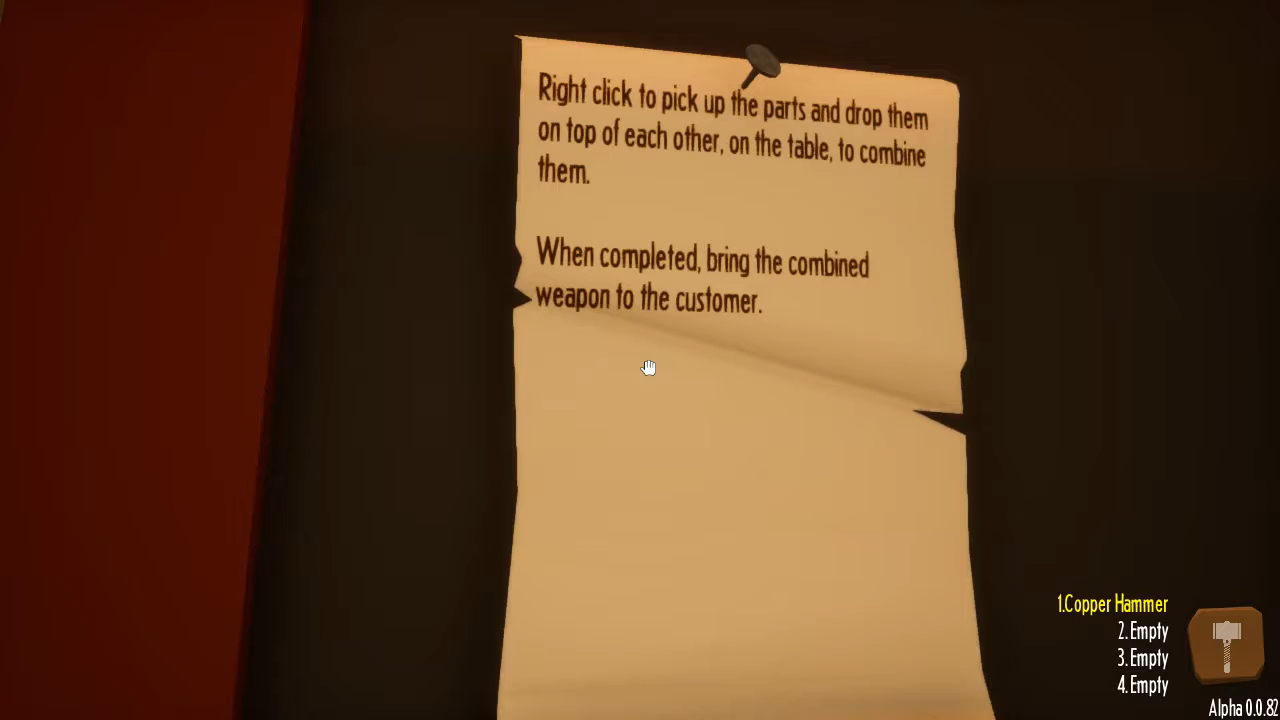 Right click to pick up the parts and drop them
on top of each other, on the table, to combine
them.
When completed, bring the combined
weapon to the customer.
1.Copper Hammer
2.Empty
3.Empty
4.Empty
Alpha 0.0.82